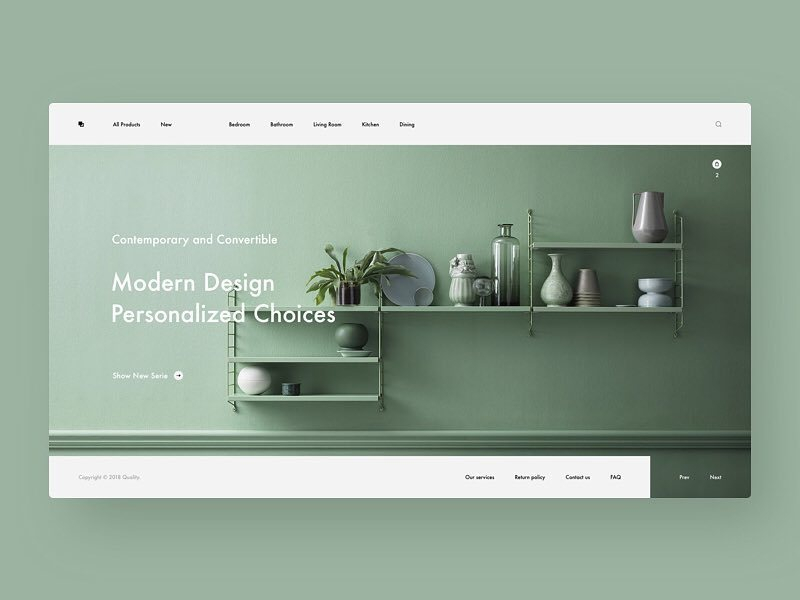 All Products New Bedroom Bathroom Living Room Kitchen Dining
2
Contemporary and Convertible
Modern Design
Personalized Choices
Show New Serie
Copyright © 2018 Quality. Our services Return policy Contact us FAQ Prev Next